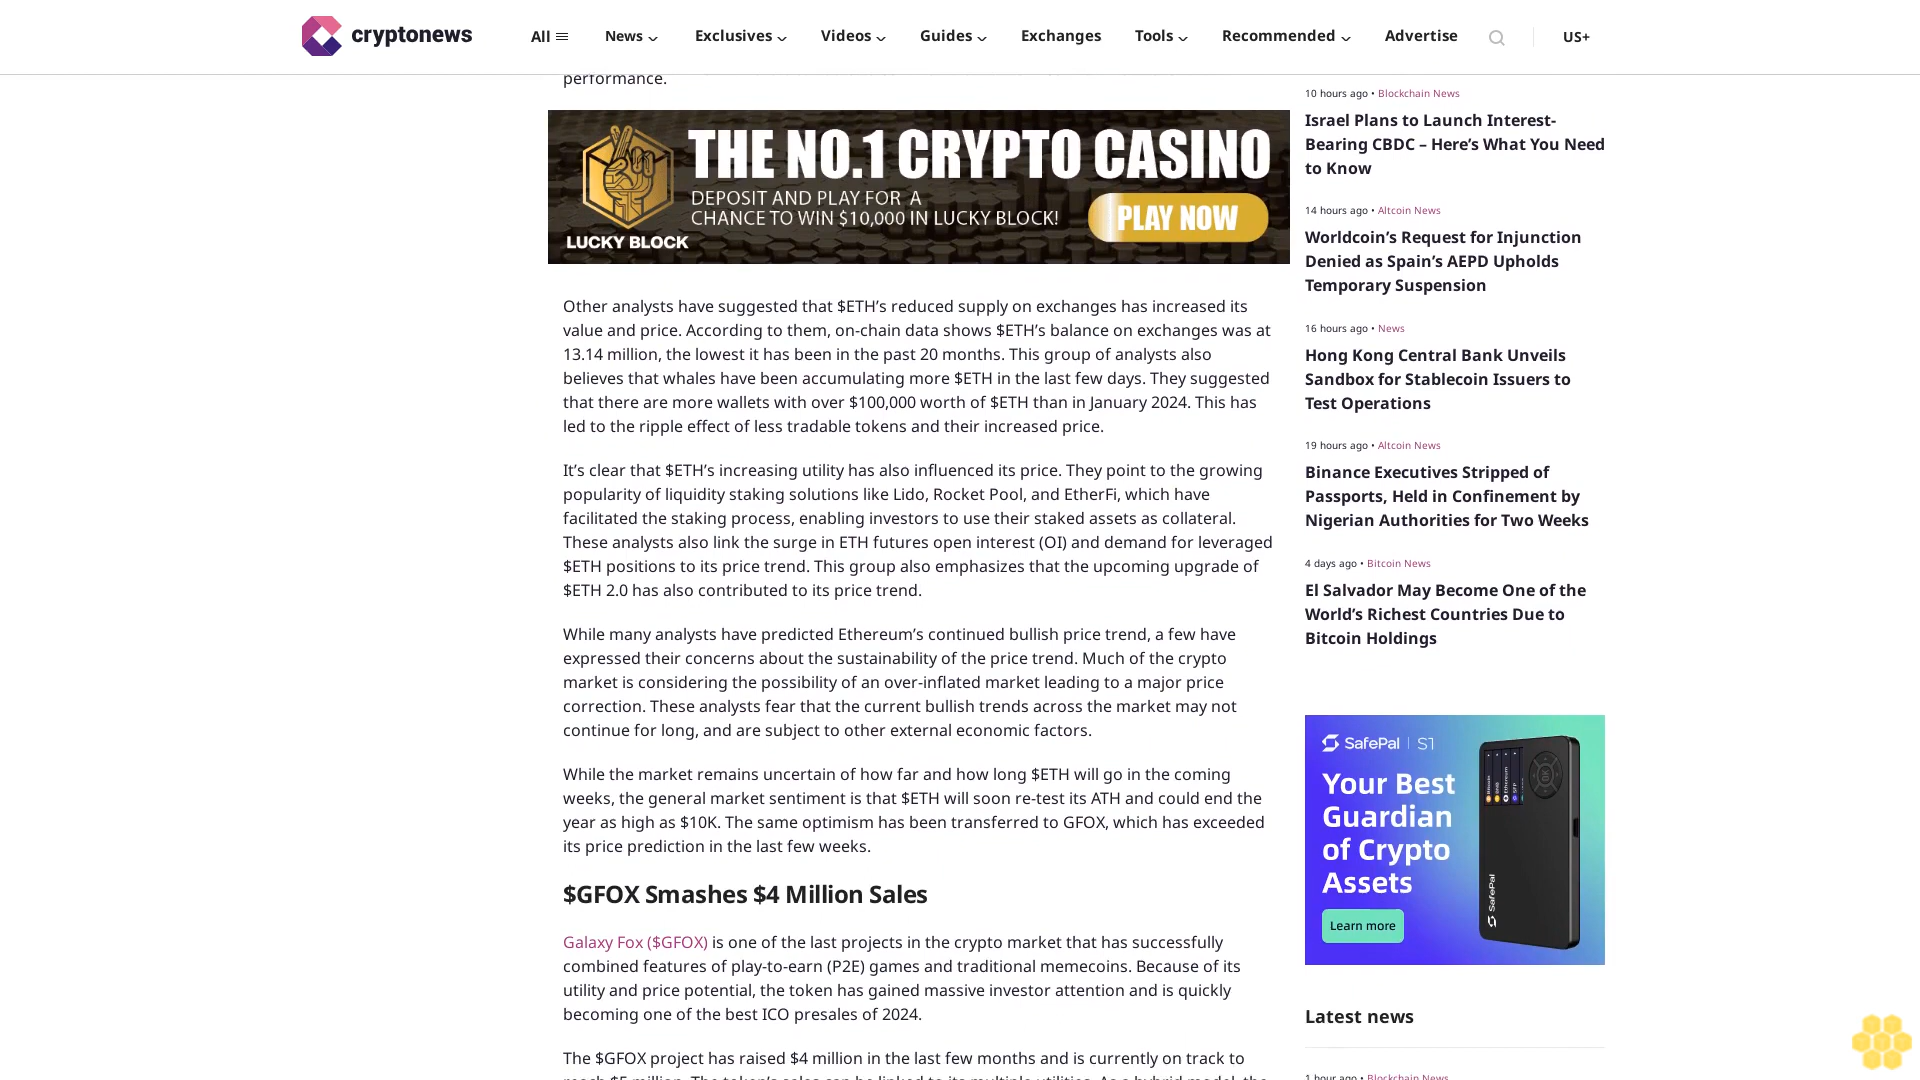 cryptonews
All
News
Exclusives
Videos
Guides
Exchanges
Tools
Recommended
Advertise
US+
performance.
THE NO.1 CRYPTO CASINO
DEPOSIT AND PLAY FOR A
CHANCE TO WIN $10,000 IN LUCKY BLOCK!
PLAY NOW
LUCKY BLOCK
Other analysts have suggested that $ETH’s reduced supply on exchanges has increased its
value and price. According to them, on-chain data shows $ETH’s balance on exchanges was at
13.14 million, the lowest it has been in the past 20 months. This group of analysts also
believes that whales have been accumulating more $ETH in the last few days. They suggested
that there are more wallets with over $100,000 worth of $ETH than in January 2024. This has
led to the ripple effect of less tradable tokens and their increased price.
It’s clear that $ETH’s increasing utility has also influenced its price. They point to the growing
popularity of liquidity staking solutions like Lido, Rocket Pool, and EtherFi, which have
facilitated the staking process, enabling investors to use their staked assets as collateral.
These analysts also link the surge in ETH futures open interest (OI) and demand for leveraged
$ETH positions to its price trend. This group also emphasizes that the upcoming upgrade of
$ETH 2.0 has also contributed to its price trend.
While many analysts have predicted Ethereum’s continued bullish price trend, a few have
expressed their concerns about the sustainability of the price trend. Much of the crypto
market is considering the possibility of an over-inflated market leading to a major price
correction. These analysts fear that the current bullish trends across the market may not
continue for long, and are subject to other external economic factors.
While the market remains uncertain of how far and how long $ETH will go in the coming
weeks, the general market sentiment is that $ETH will soon re-test its ATH and could end the
year as high as $10K. The same optimism has been transferred to GFOX, which has exceeded
its price prediction in the last few weeks.
$GFOX Smashes $4 Million Sales
Galaxy Fox ($GFOX) is one of the last projects in the crypto market that has successfully
combined features of play-to-earn (P2E) games and traditional memecoins. Because of its
utility and price potential, the token has gained massive investor attention and is quickly
becoming one of the best ICO presales of 2024.
The $GFOX project has raised $4 million in the last few months and is currently on track to
reach $5 million. The token’s sales can be linked to its multiple utilities. As a hybrid model, the
10 hours ago • Blockchain News
Israel Plans to Launch Interest-
Bearing CBDC – Here’s What You Need
to Know
14 hours ago • Altcoin News
Worldcoin’s Request for Injunction
Denied as Spain’s AEPD Upholds
Temporary Suspension
16 hours ago • News
Hong Kong Central Bank Unveils
Sandbox for Stablecoin Issuers to
Test Operations
19 hours ago • Altcoin News
Binance Executives Stripped of
Passports, Held in Confinement by
Nigerian Authorities for Two Weeks
4 days ago • Bitcoin News
El Salvador May Become One of the
World’s Richest Countries Due to
Bitcoin Holdings
SafePal | S1
Your Best
Guardian
of Crypto
Assets
Learn more
SafePal
OK
Latest news
1 hour ago • Blockchain News